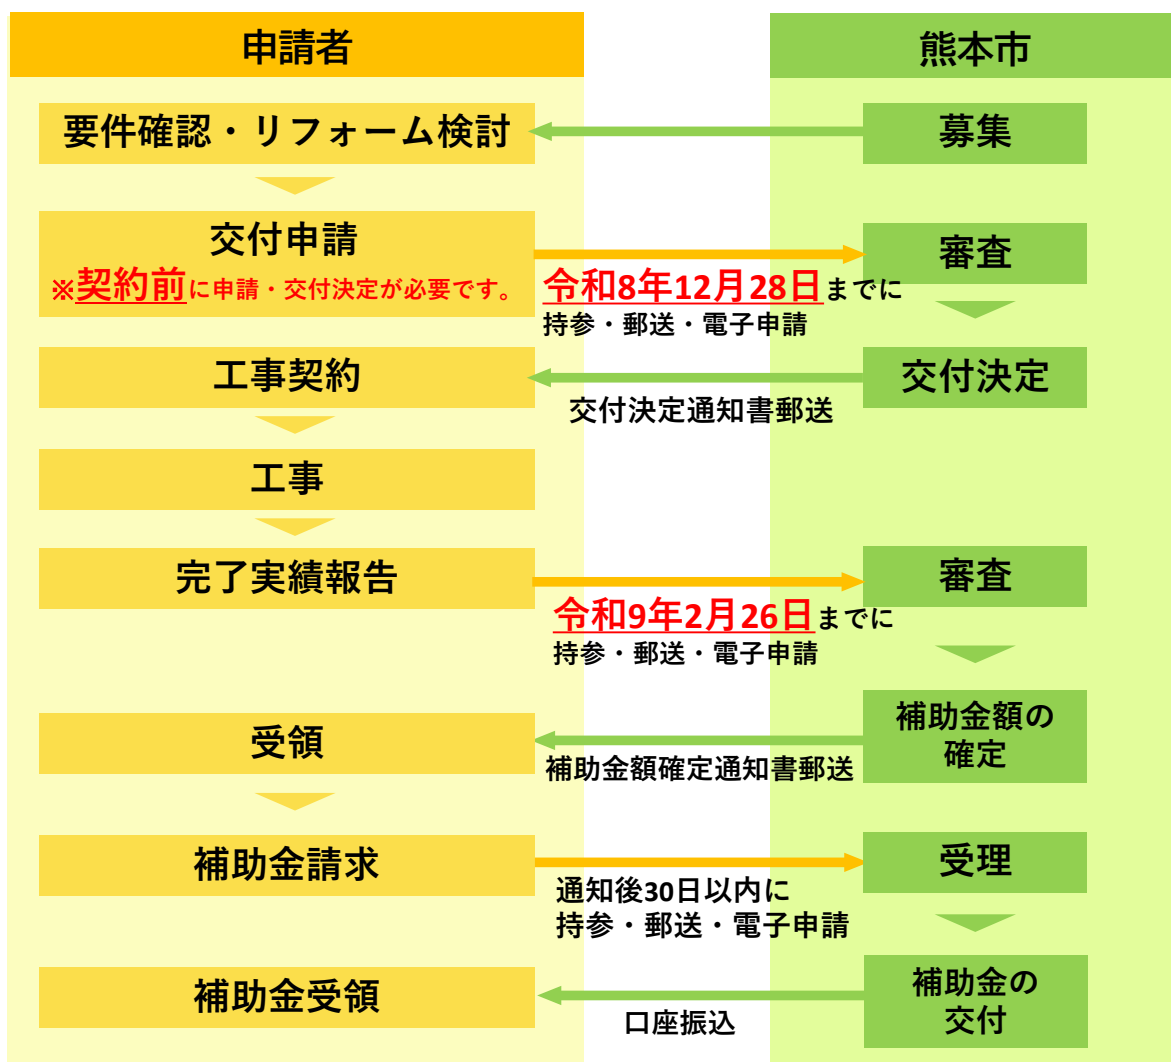 申請者
熊本市
要件確認・リフォーム検討
募集
交付申請
※契約前に申請・交付決定が必要です。
審査
令和8年12月28日までに
持参・郵送・電子申請
工事契約
交付決定
交付決定通知書郵送
工事
完了実績報告
審査
令和9年2月26日までに
持参・郵送・電子申請
受領
補助金額の
確定
補助金額確定通知書郵送
補助金請求
受理
通知後30日以内に
持参・郵送・電子申請
補助金受領
補助金の
交付
口座振込